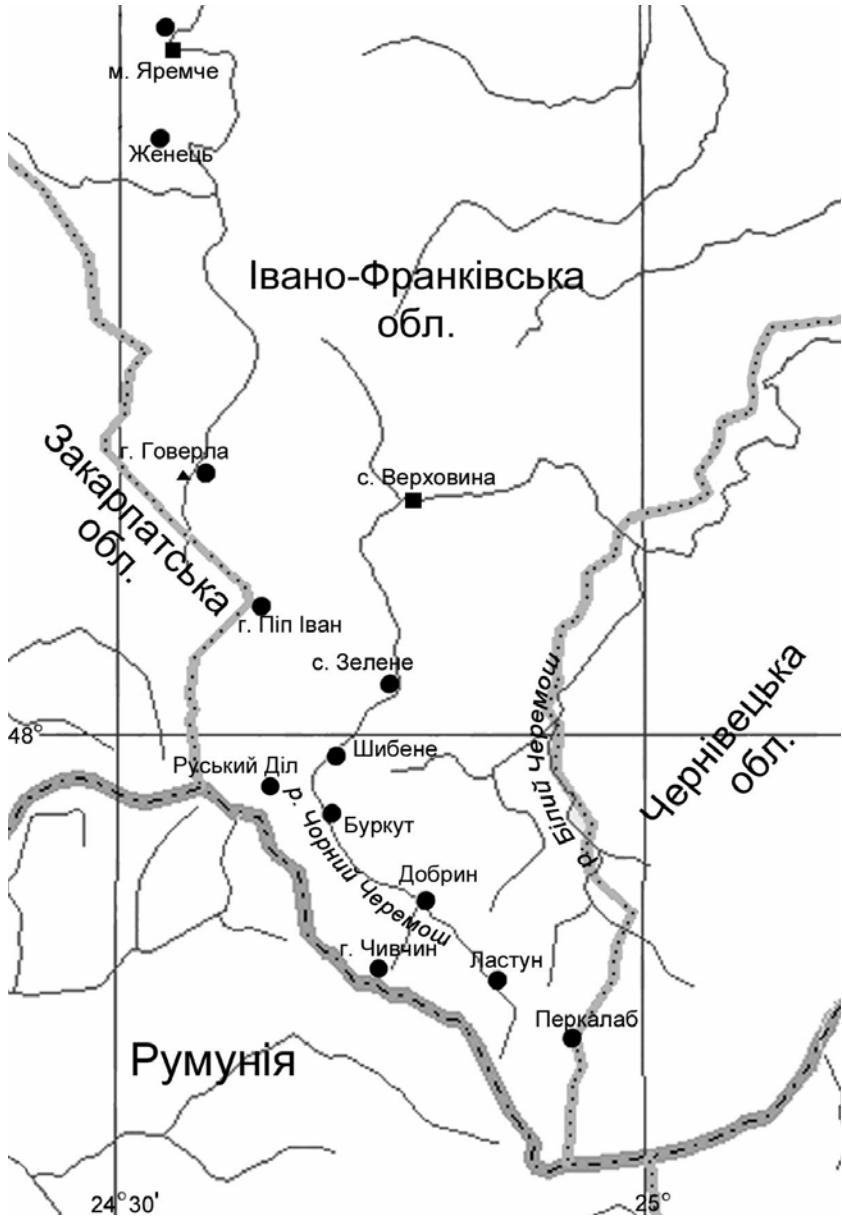 м. Яремче
Женець
Івано-Франківська
обл.
г. Говерла
Закарпатська
обл.
с. Верховина
г. Піп Іван
с. Зелене
р. Білий Черемош
Чернівецька
обл.
48°
Шибене
Руський Діл
р. Чорний Черемош
Буркут
Добрин
г. Чивчин
Ластун
Перкалаб
Румунія
24°30'
25°